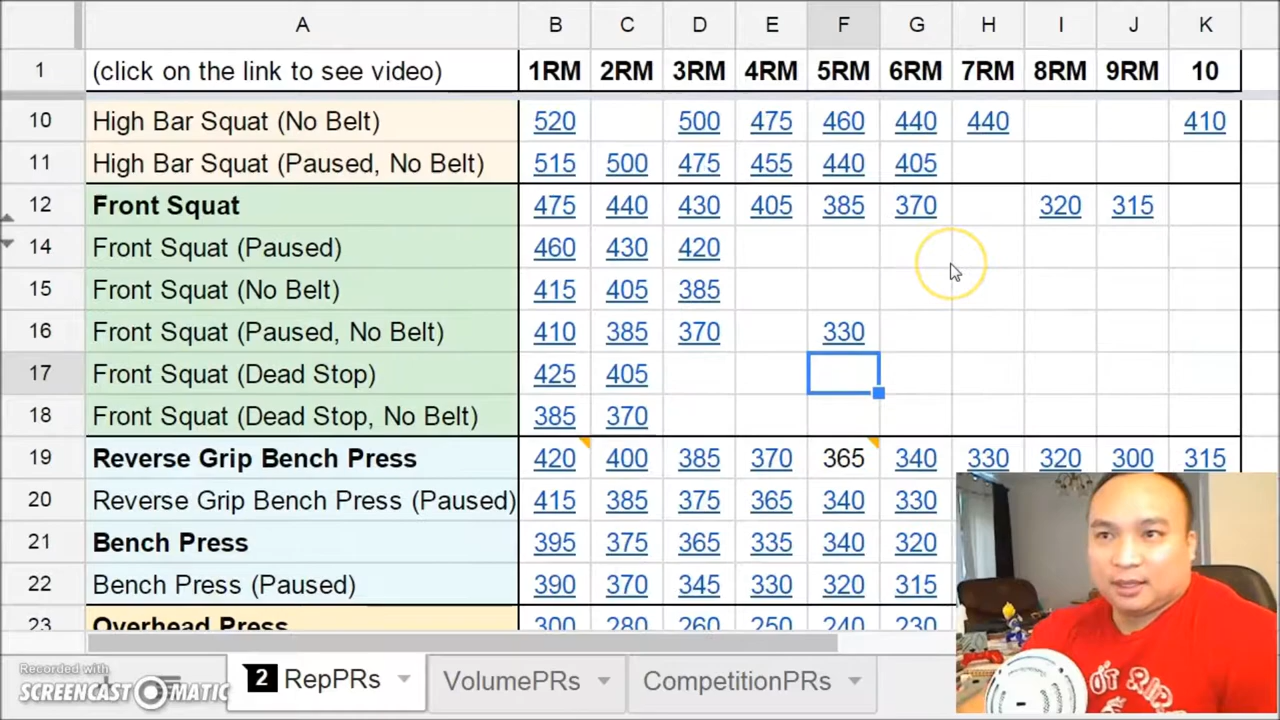 A B C D E F G H I J K
1 (click on the link to see video) 1RM 2RM 3RM 4RM 5RM 6RM 7RM 8RM 9RM 10
10 High Bar Squat (No Belt) 520 500 475 460 440 440 410
11 High Bar Squat (Paused, No Belt) 515 500 475 455 440 405
12 Front Squat 475 440 430 405 385 370 320 315
14 Front Squat (Paused) 460 430 420
15 Front Squat (No Belt) 415 405 385
16 Front Squat (Paused, No Belt) 410 385 370 330
17 Front Squat (Dead Stop) 425 405
18 Front Squat (Dead Stop, No Belt) 385 370
19 Reverse Grip Bench Press 420 400 385 370 365 340 330 320 300 315
20 Reverse Grip Bench Press (Paused) 415 385 375 365 340 330
21 Bench Press 395 375 365 335 340 320
22 Bench Press (Paused) 390 370 345 330 320 315
23 Overhead Press 300 280 260 250 240 230
Recorded with
SCREENCAST MATIC
2 RepPRs VolumePRs CompetitionPRs